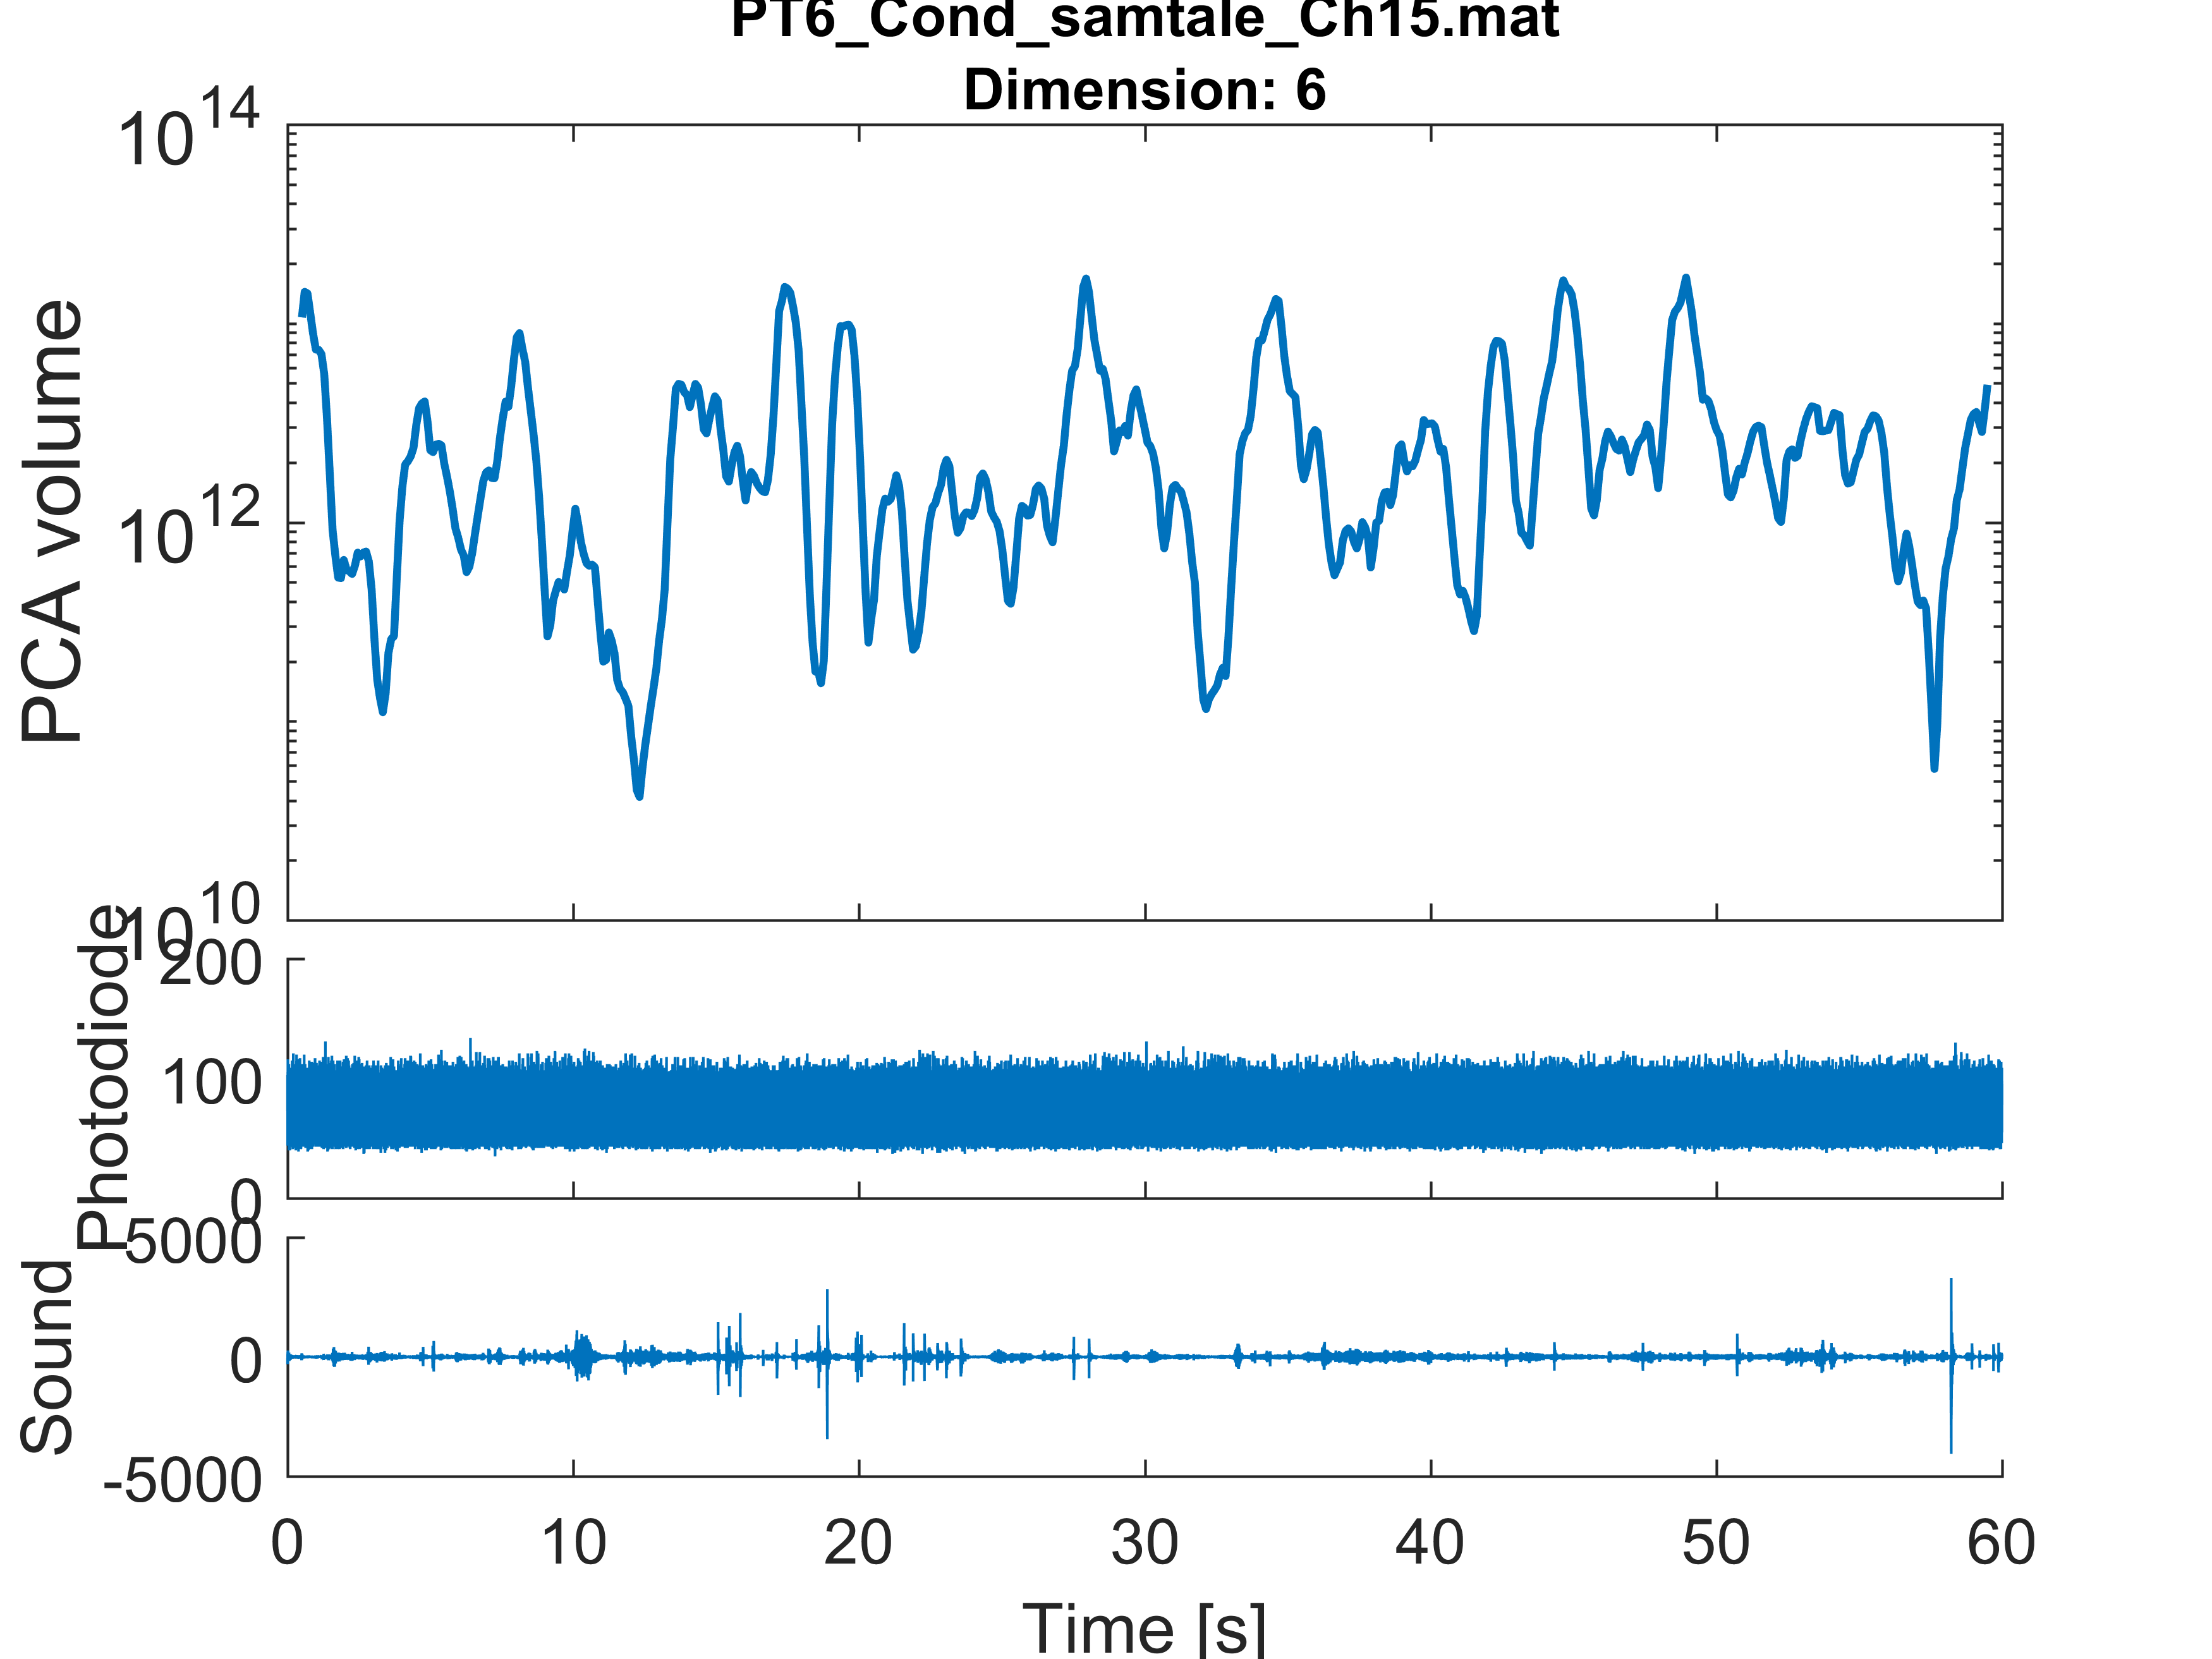 PT6_Cond_samtale_Ch15.mat
Dimension: 6
PCA volume
10^14
10^12
10^10
Photodiode
200
100
0
Sound
5000
0
-5000
0 10 20 30 40 50 60
Time [s]